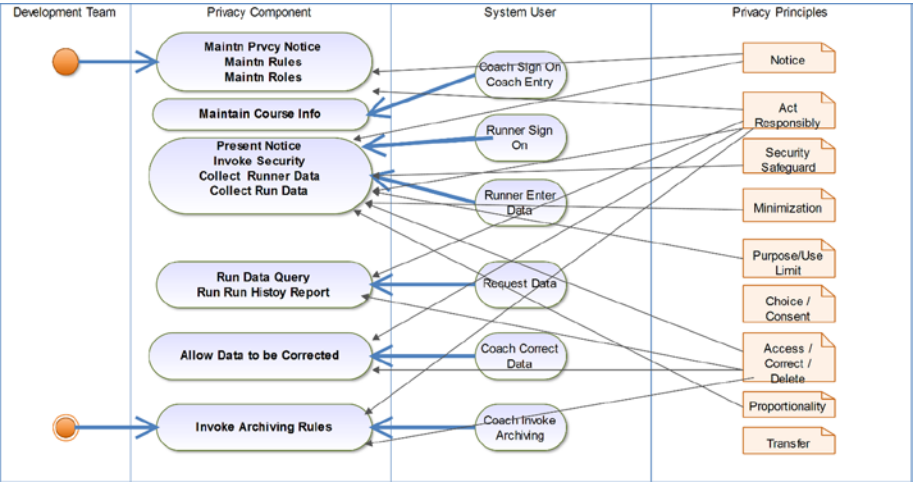 Development Team
Privacy Component
System User
Privacy Principles
Maintn Prvcy Notice
Maintn Rules
Maintn Roles
Maintain Course Info
Present Notice
Invoke Security
Collect Runner Data
Collect Run Data
Run Data Query
Run Run Histoy Report
Allow Data to be Corrected
Invoke Archiving Rules
Coach Sign On
Coach Entry
Runner Sign
On
Runner Enter
Data
Request Data
Coach Correct
Data
Coach Invoke
Archiving
Notice
Act
Responsibly
Security
Safeguard
Minimization
Purpose/Use
Limit
Choice /
Consent
Access /
Correct /
Delete
Proportionality
Transfer